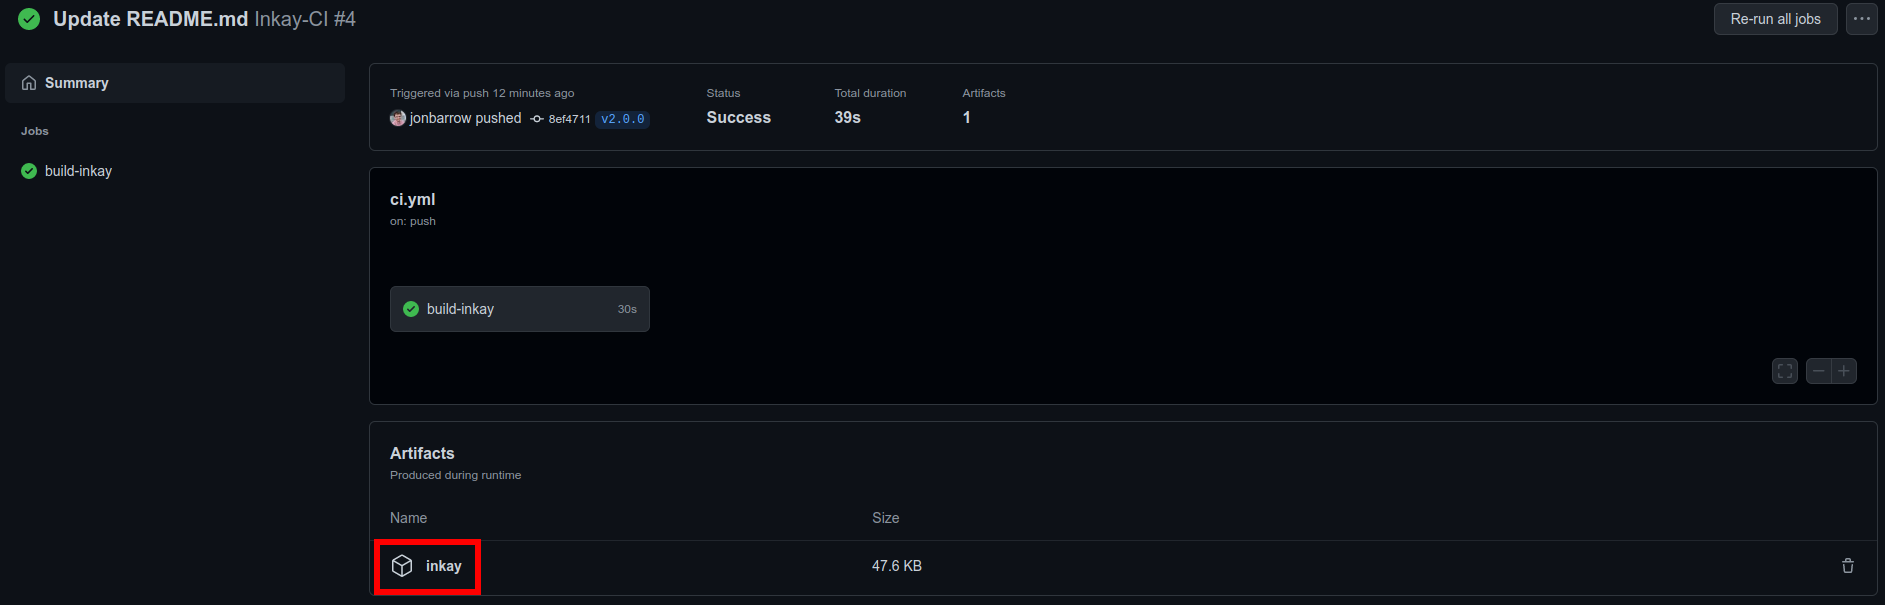 Update README.md Inkay-CI #4
Re-run all jobs
Summary
Jobs
build-inkay
Triggered via push 12 minutes ago
jonbarrow pushed 8ef4711 v2.0.0
Status
Success
Total duration
39s
Artifacts
1
ci.yml
on: push
build-inkay 30s
Artifacts
Produced during runtime
Name Size
inkay 47.6 KB